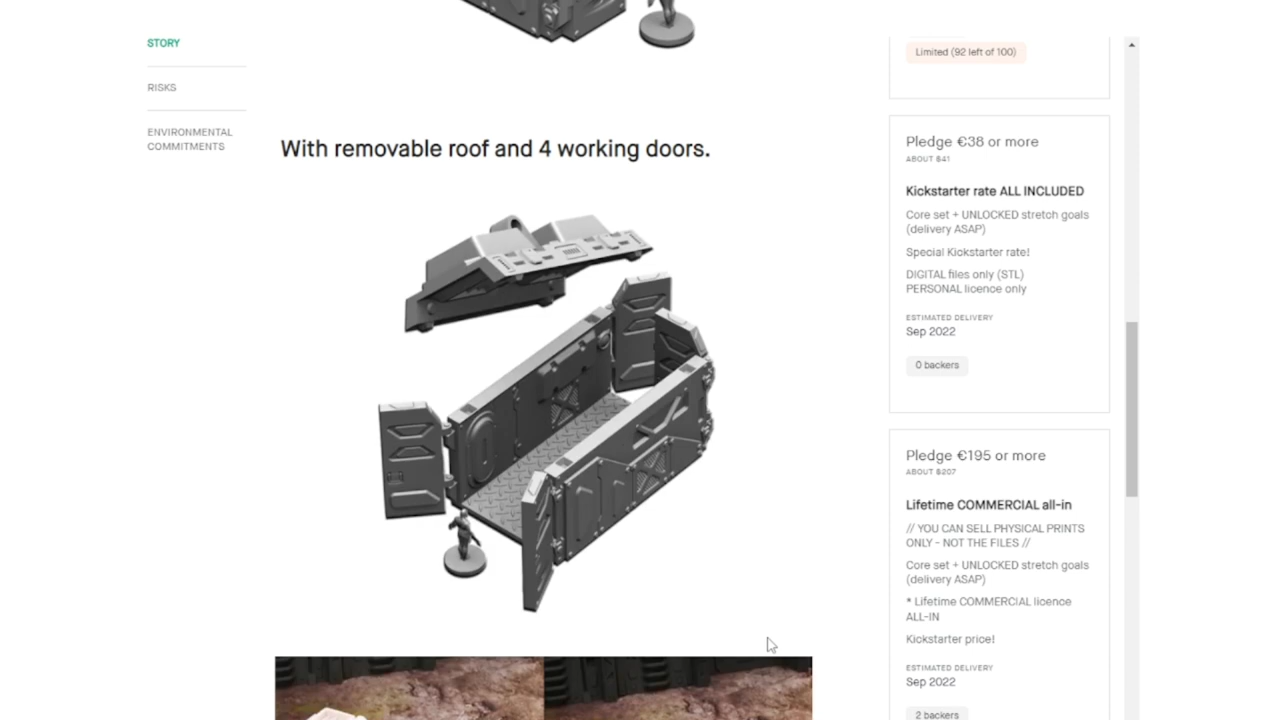 STORY
RISKS
ENVIRONMENTAL
COMMITMENTS
With removable roof and 4 working doors.
Limited (92 left of 100)
Pledge €38 or more
ABOUT $41
Kickstarter rate ALL INCLUDED
Core set + UNLOCKED stretch goals
(delivery ASAP)
Special Kickstarter rate!
DIGITAL files only (STL)
PERSONAL licence only
ESTIMATED DELIVERY
Sep 2022
0 backers
Pledge €195 or more
ABOUT $207
Lifetime COMMERCIAL all-in
// YOU CAN SELL PHYSICAL PRINTS
ONLY - NOT THE FILES //
Core set + UNLOCKED stretch goals
(delivery ASAP)
* Lifetime COMMERCIAL licence
ALL-IN
Kickstarter price!
ESTIMATED DELIVERY
Sep 2022
2 backers